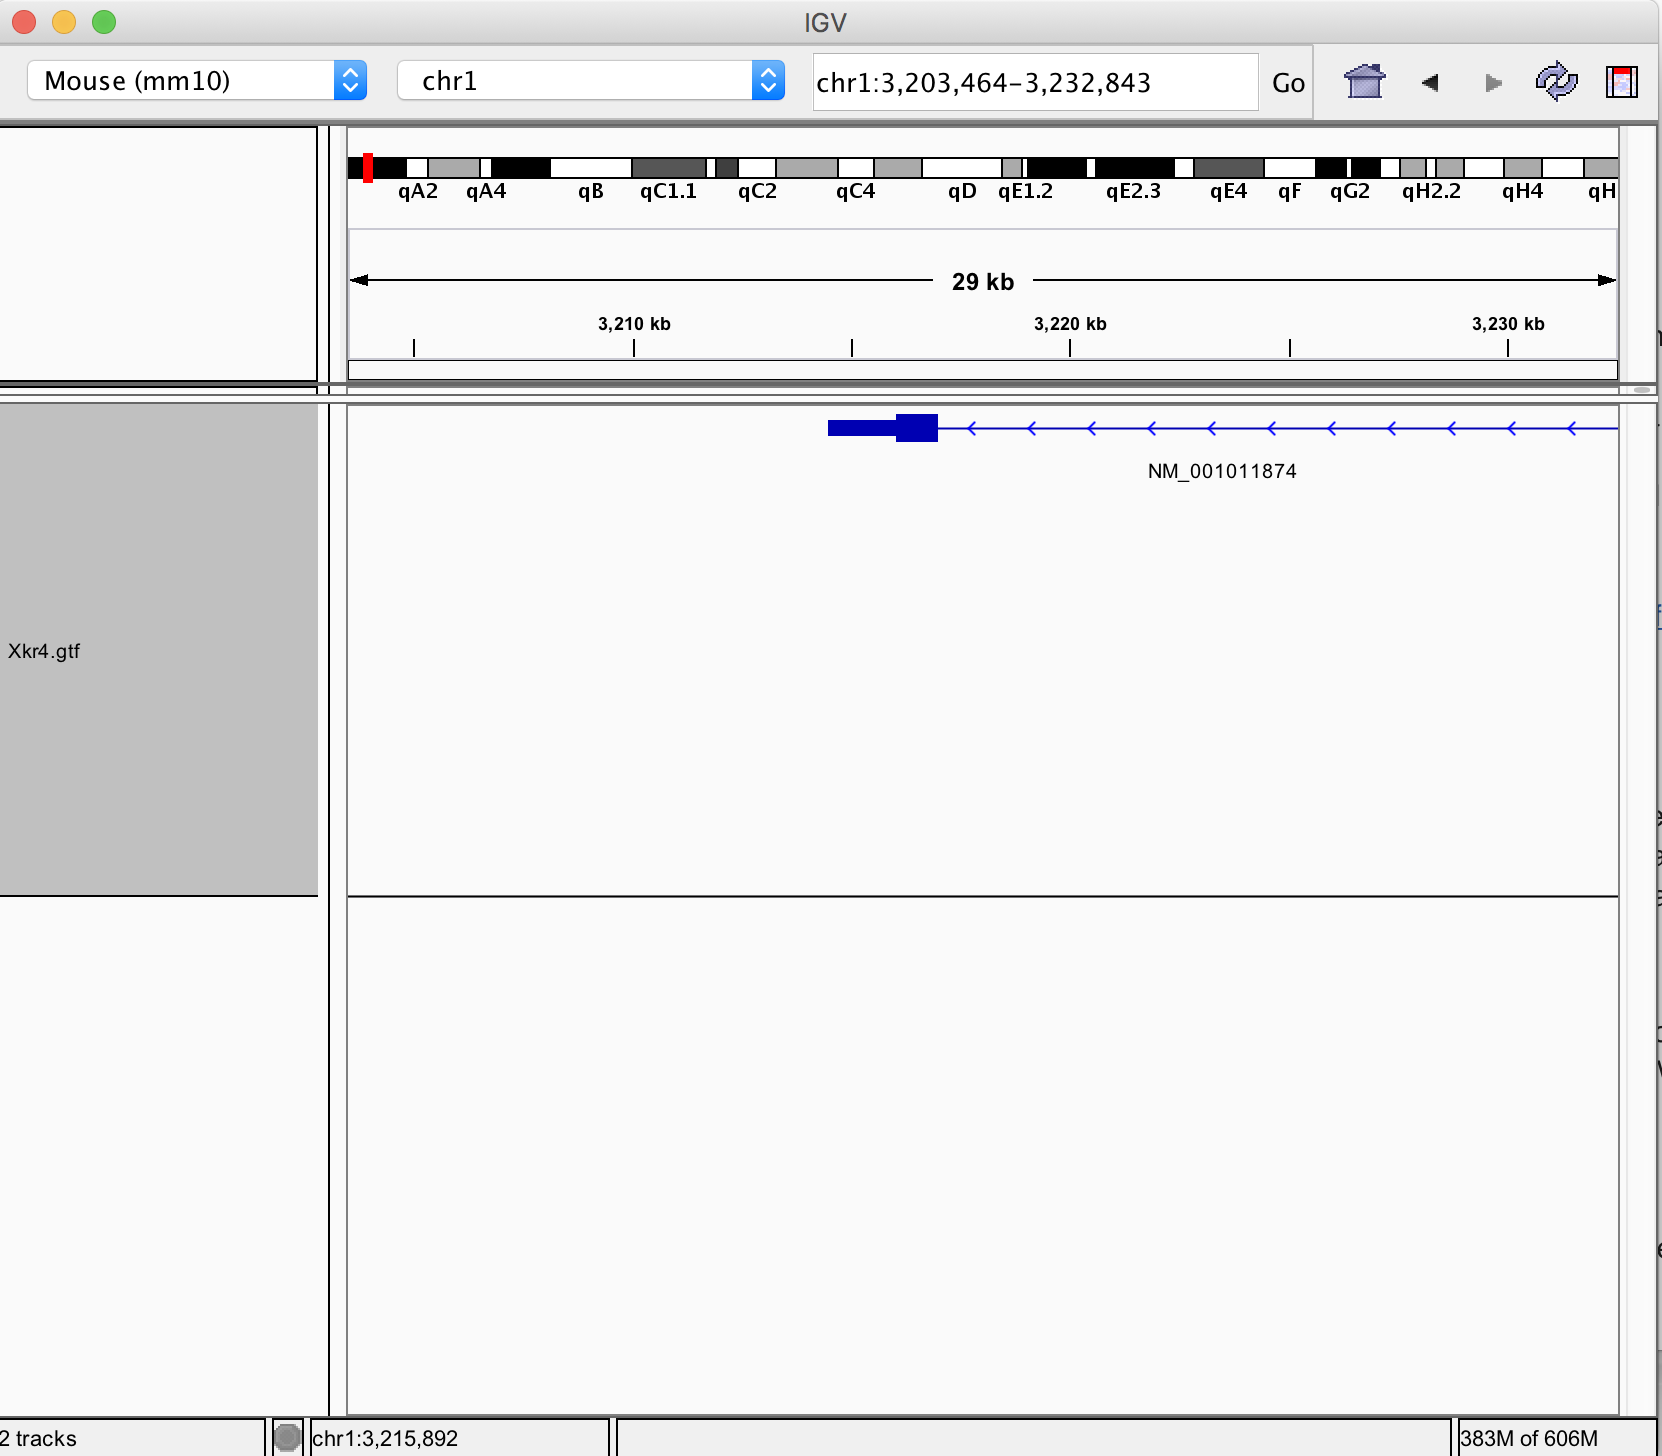 IGV
Mouse (mm10) chr1 chr1:3,203,464-3,232,843 Go
qA2 qA4 qB qC1.1 qC2 qC4 qD qE1.2 qE2.3 qE4 qF qG2 qH2.2 qH4 qH
29 kb
3,210 kb 3,220 kb 3,230 kb
NM_001011874
Xkr4.gtf
2 tracks chr1:3,215,892 383M of 606M